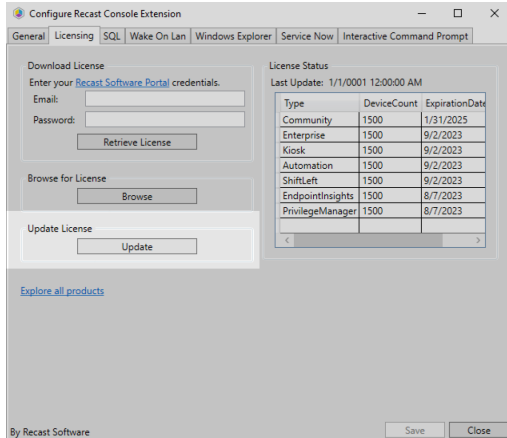 Configure Recast Console Extension
General Licensing SQL Wake On Lan Windows Explorer Service Now Interactive Command Prompt
Download License
Enter your Recast Software Portal credentials.
Email:
Password:
Retrieve License
Browse for License
Browse
Update License
Update
Explore all products
License Status
Last Update: 1/1/0001 12:00:00 AM
Type DeviceCount ExpirationDate
Community 1500 1/31/2025
Enterprise 1500 9/2/2023
Kiosk 1500 9/2/2023
Automation 1500 9/2/2023
ShiftLeft 1500 9/2/2023
EndpointInsights 1500 8/7/2023
PrivilegeManager 1500 8/7/2023
By Recast Software
Save Close